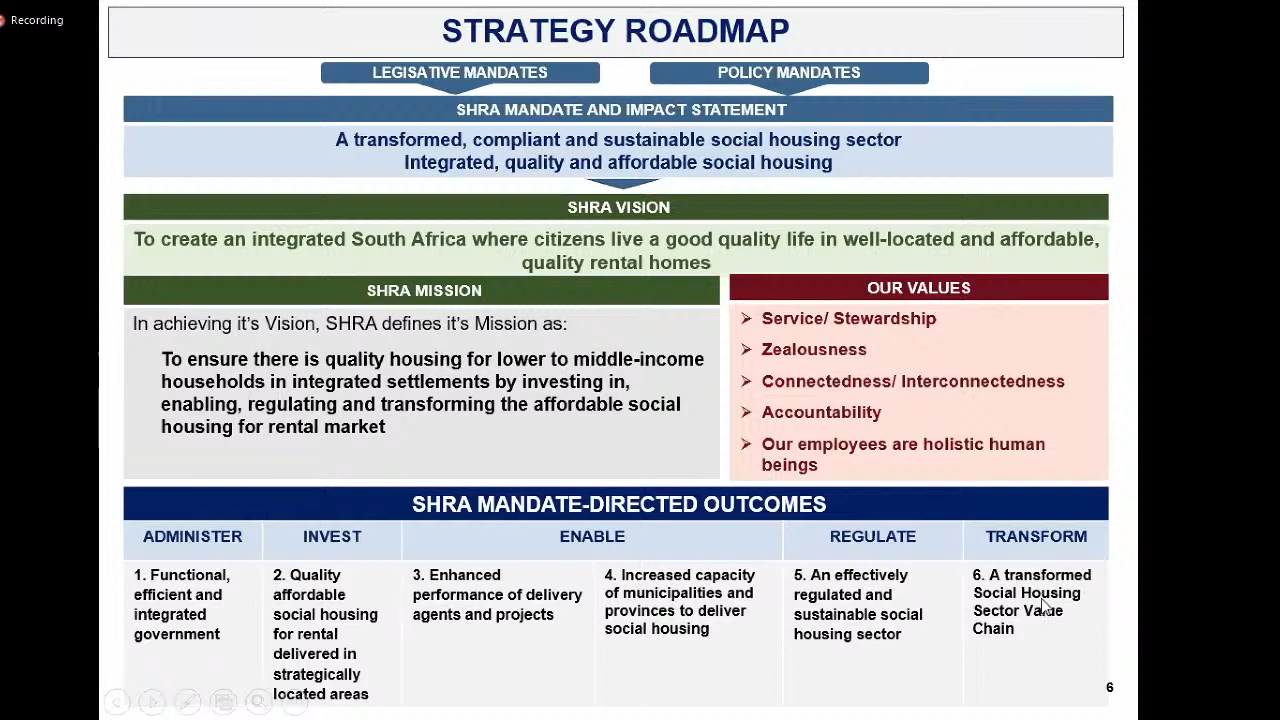 Recording
STRATEGY ROADMAP
LEGISATIVE MANDATES
POLICY MANDATES
SHRA MANDATE AND IMPACT STATEMENT
A transformed, compliant and sustainable social housing sector
Integrated, quality and affordable social housing
SHRA VISION
To create an integrated South Africa where citizens live a good quality life in well-located and affordable,
quality rental homes
SHRA MISSION
In achieving it's Vision, SHRA defines it's Mission as:
To ensure there is quality housing for lower to middle-income
households in integrated settlements by investing in,
enabling, regulating and transforming the affordable social
housing for rental market
OUR VALUES
Service/ Stewardship
Zealousness
Connectedness/ Interconnectedness
Accountability
Our employees are holistic human
beings
SHRA MANDATE-DIRECTED OUTCOMES
ADMINISTER
INVEST
ENABLE
REGULATE
TRANSFORM
1. Functional,
efficient and
integrated
government
2. Quality
affordable
social housing
for rental
delivered in
strategically
located areas
3. Enhanced
performance of delivery
agents and projects
4. Increased capacity
of municipalities and
provinces to deliver
social housing
5. An effectively
regulated and
sustainable social
housing sector
6. A transformed
Social Housing
Sector Value
Chain
6